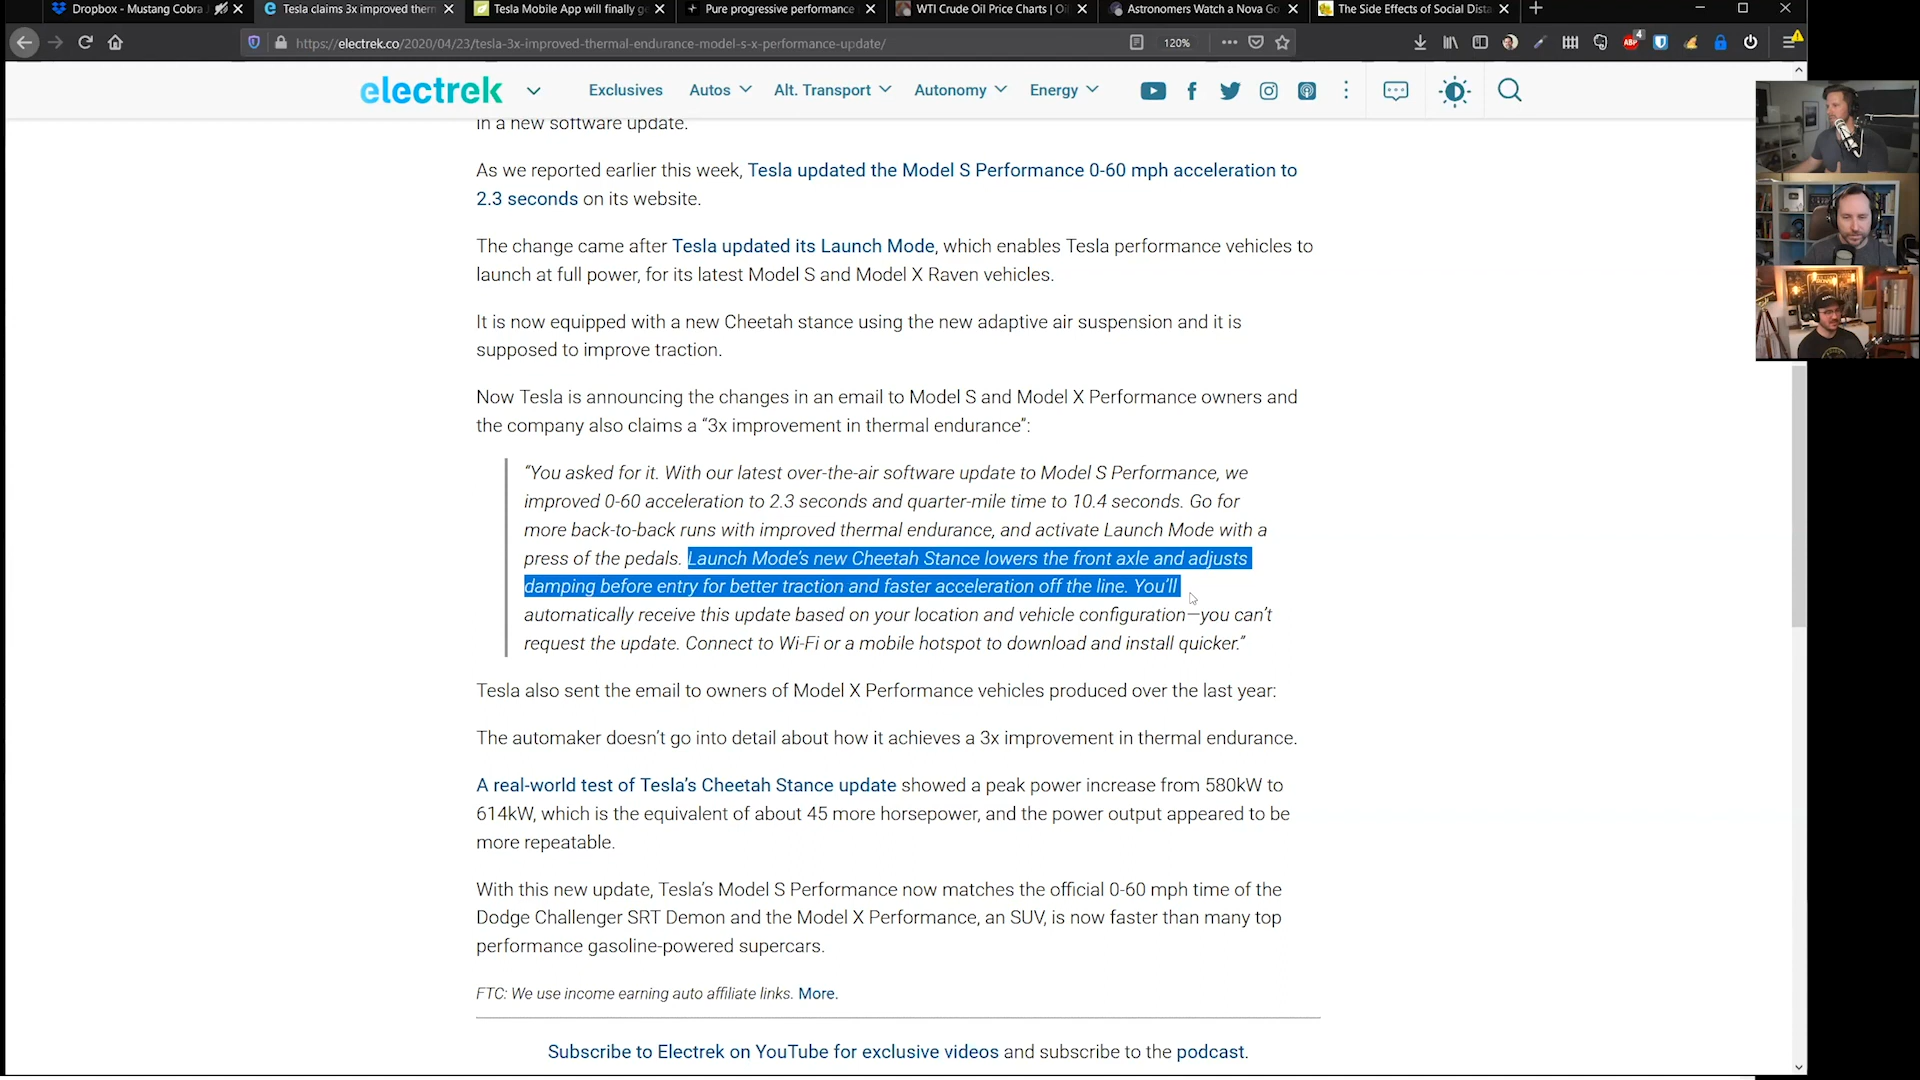 Dropbox - Mustang Cobra
Tesla claims 3x improved therm
Tesla Mobile App will finally ge
Pure progressive performance
WTI Crude Oil Price Charts | Oil
Astronomers Watch a Nova Go
The Side Effects of Social Dista
https://electrek.co/2020/04/23/tesla-3x-improved-thermal-endurance-model-s-x-performance-update/
120%
ABP
4
electrek
Exclusives
Autos
Alt. Transport
Autonomy
Energy
in a new software update.
As we reported earlier this week, Tesla updated the Model S Performance 0-60 mph acceleration to
2.3 seconds on its website.
The change came after Tesla updated its Launch Mode, which enables Tesla performance vehicles to
launch at full power, for its latest Model S and Model X Raven vehicles.
It is now equipped with a new Cheetah stance using the new adaptive air suspension and it is
supposed to improve traction.
Now Tesla is announcing the changes in an email to Model S and Model X Performance owners and
the company also claims a “3x improvement in thermal endurance”:
“You asked for it. With our latest over-the-air software update to Model S Performance, we
improved 0-60 acceleration to 2.3 seconds and quarter-mile time to 10.4 seconds. Go for
more back-to-back runs with improved thermal endurance, and activate Launch Mode with a
press of the pedals. Launch Mode’s new Cheetah Stance lowers the front axle and adjusts
damping before entry for better traction and faster acceleration off the line. You’ll
automatically receive this update based on your location and vehicle configuration—you can’t
request the update. Connect to Wi-Fi or a mobile hotspot to download and install quicker.”
Tesla also sent the email to owners of Model X Performance vehicles produced over the last year:
The automaker doesn’t go into detail about how it achieves a 3x improvement in thermal endurance.
A real-world test of Tesla’s Cheetah Stance update showed a peak power increase from 580kW to
614kW, which is the equivalent of about 45 more horsepower, and the power output appeared to be
more repeatable.
With this new update, Tesla’s Model S Performance now matches the official 0-60 mph time of the
Dodge Challenger SRT Demon and the Model X Performance, an SUV, is now faster than many top
performance gasoline-powered supercars.
FTC: We use income earning auto affiliate links. More.
Subscribe to Electrek on YouTube for exclusive videos and subscribe to the podcast.